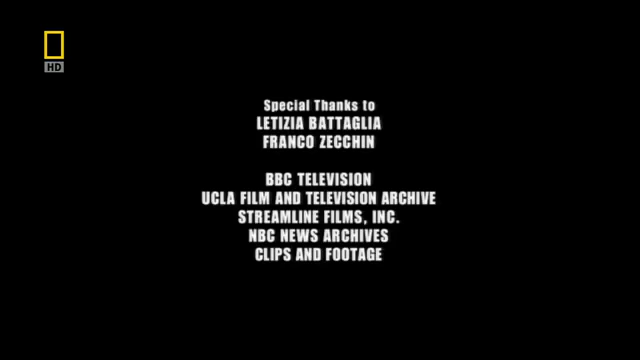 HD
Special Thanks to
LETIZIA BATTAGLIA
FRANCO ZECCHIN
BBC TELEVISION
UCLA FILM AND TELEVISION ARCHIVE
STREAMLINE FILMS, INC.
NBC NEWS ARCHIVES
CLIPS AND FOOTAGE